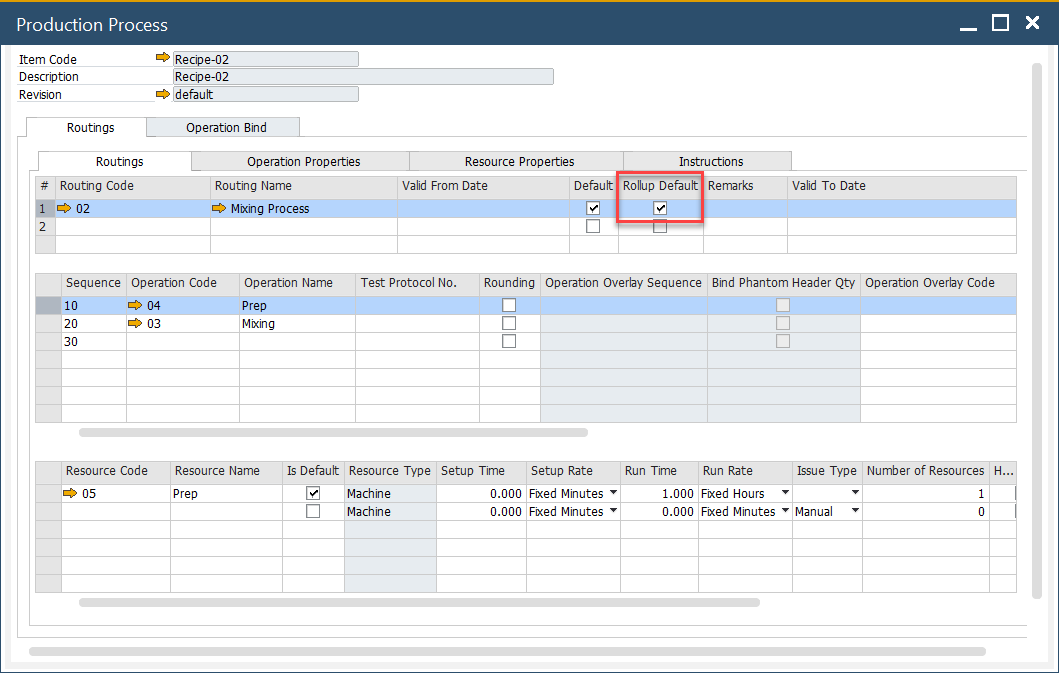 Production Process
Item Code Recipe-02
Description Recipe-02
Revision default
Routings Operation Bind
Routings Operation Properties Resource Properties Instructions
# Routing Code Routing Name Valid From Date Default Rollup Default Remarks Valid To Date
1 02 Mixing Process
2
Sequence Operation Code Operation Name Test Protocol No. Rounding Operation Overlay Sequence Bind Phantom Header Qty Operation Overlay Code
10 04 Prep
20 03 Mixing
30
Resource Code Resource Name Is Default Resource Type Setup Time Setup Rate Run Time Run Rate Issue Type Number of Resources H...
05 Prep Machine 0.000 Fixed Minutes 1.000 Fixed Hours 1
Machine 0.000 Fixed Minutes 0.000 Fixed Minutes Manual 0